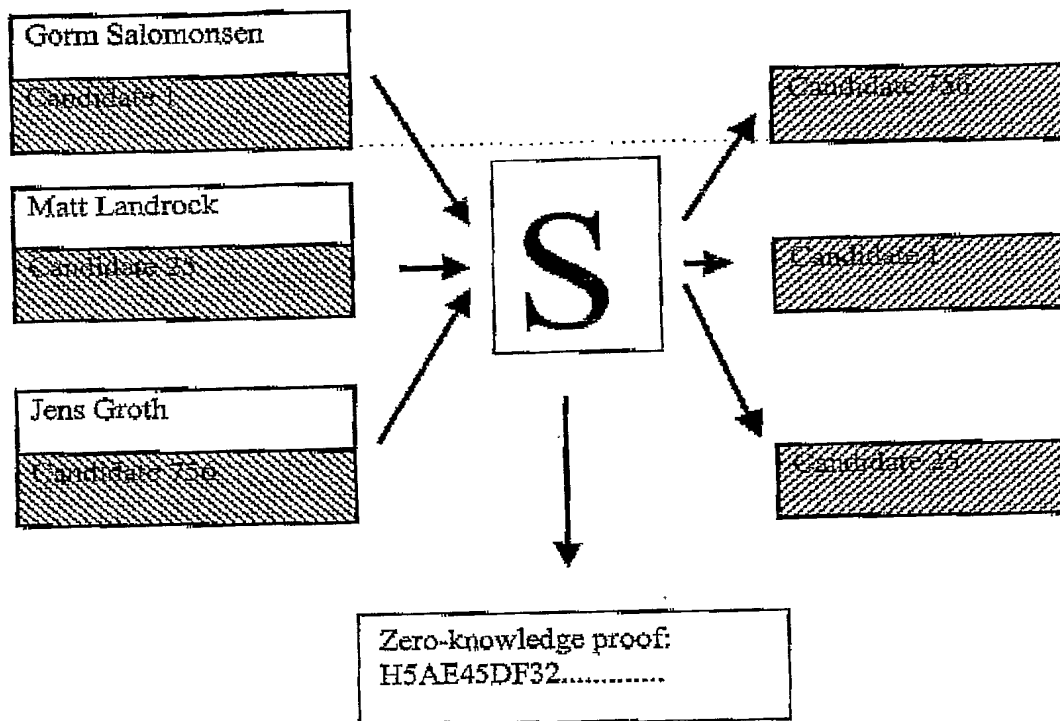 Gorm Salomonsen
Candidate 1
Matt Landrock
Candidate 25
Jens Groth
Candidate 756
S
Candidate 756
Candidate 1
Candidate 25
Zero-knowledge proof:
H5AE45DF32.............